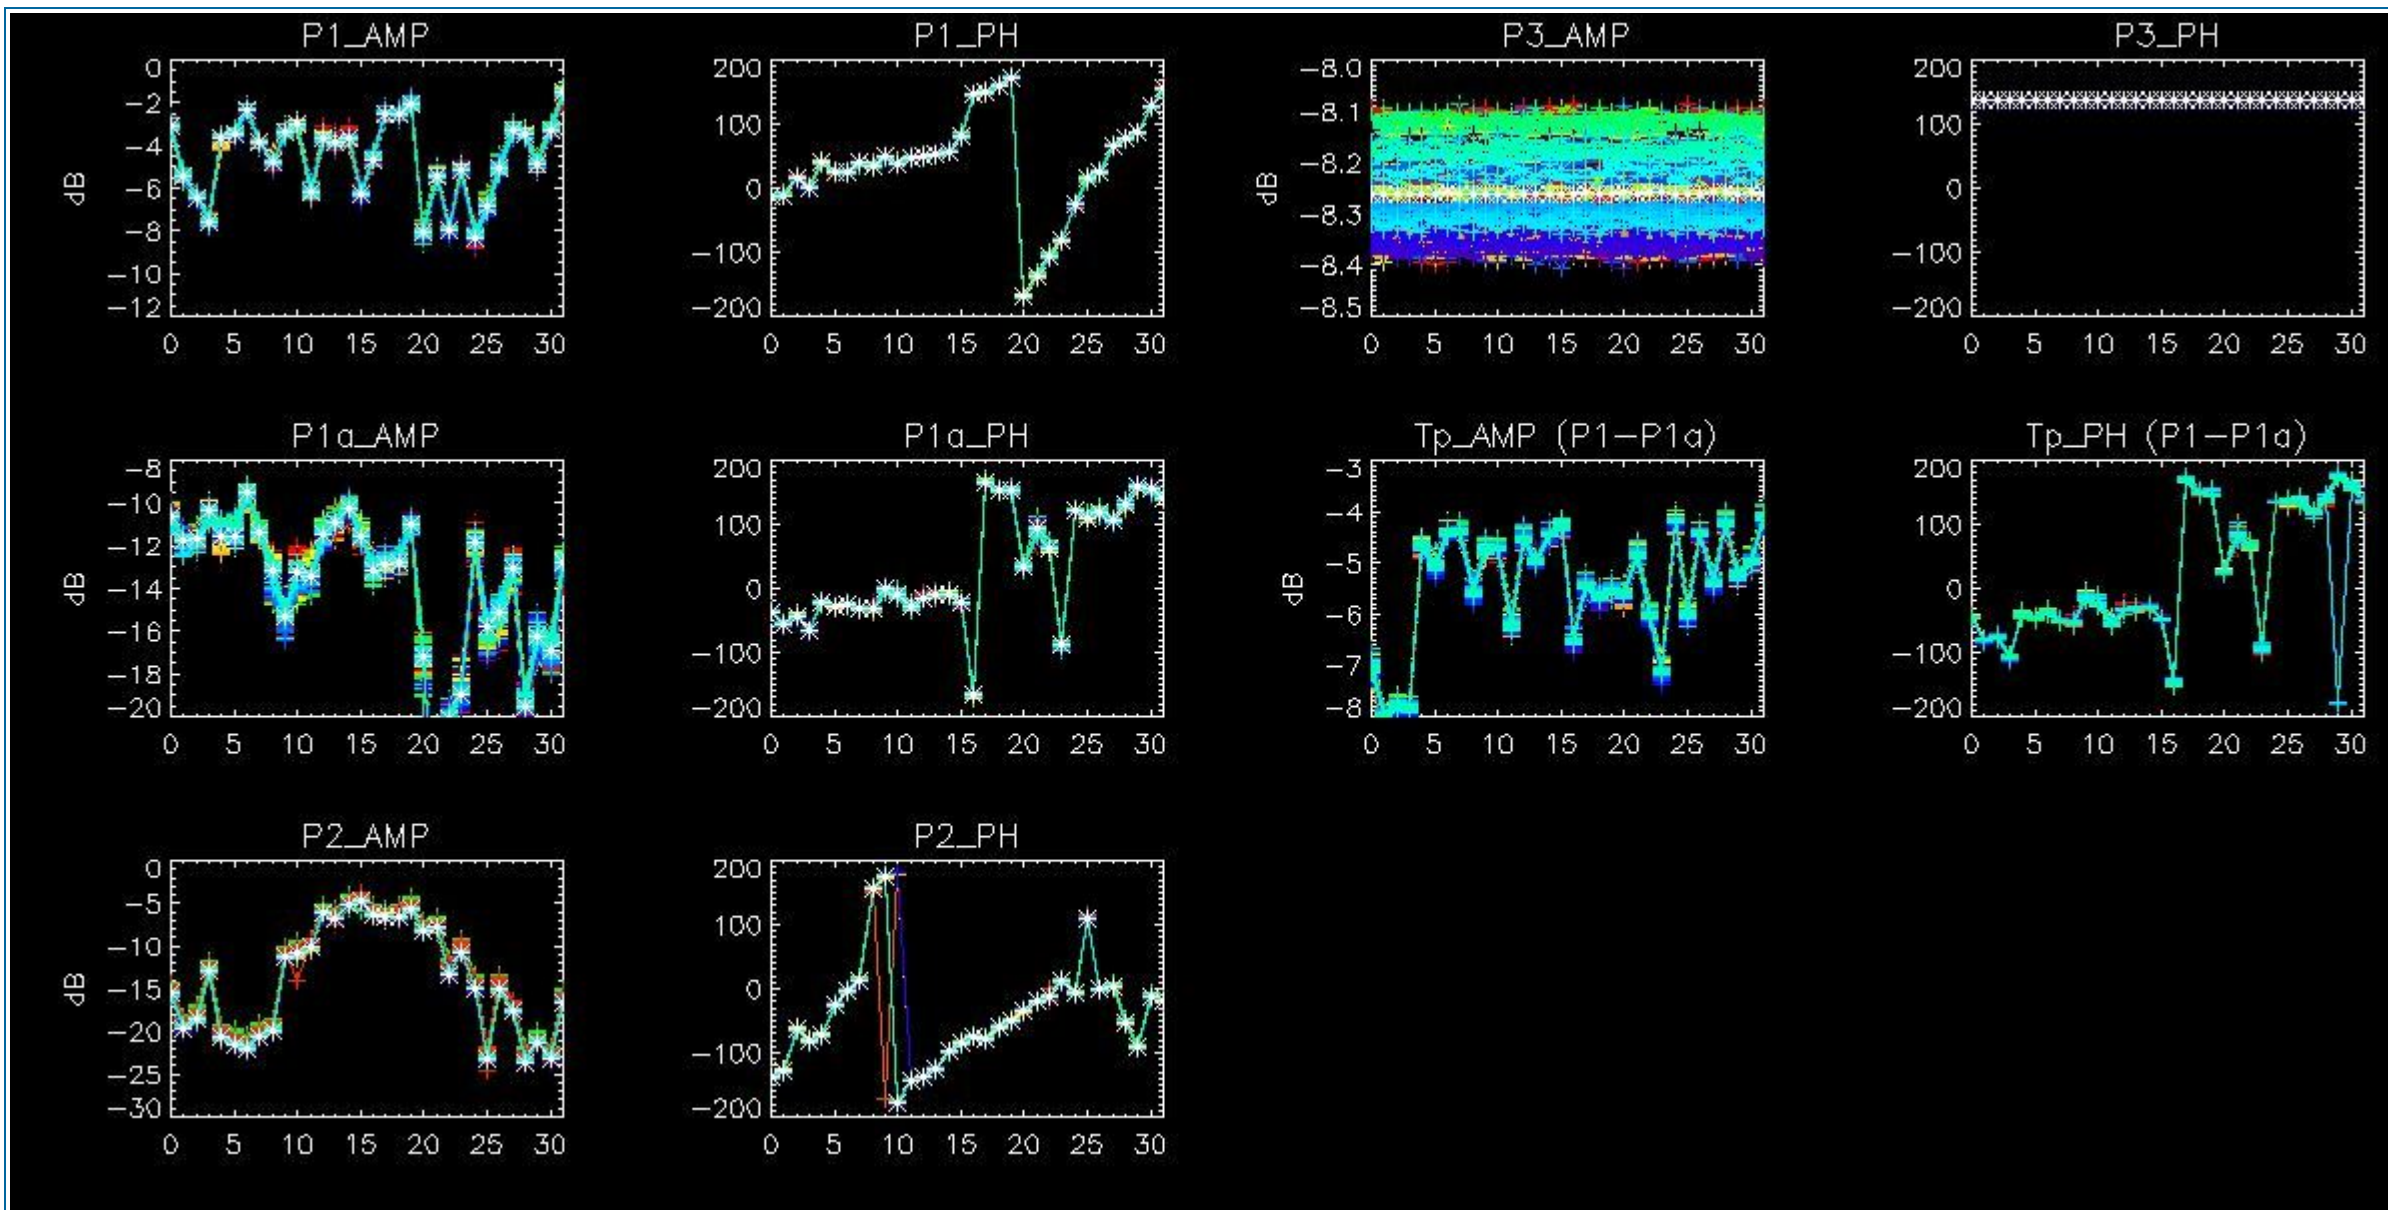 P1_AMP
0
−2
−4
−6
−8
−10
−12
dB
0 5 10 15 20 25 30
P1_PH
200
100
0
−100
−200
0 5 10 15 20 25 30
P3_AMP
−8.0
−8.1
−8.2
−8.3
−8.4
−8.5
dB
0 5 10 15 20 25 30
P3_PH
200
100
0
−100
−200
0 5 10 15 20 25 30
P1a_AMP
−8
−10
−12
−14
−16
−18
−20
dB
0 5 10 15 20 25 30
P1a_PH
200
100
0
−100
−200
0 5 10 15 20 25 30
Tp_AMP (P1−P1a)
−3
−4
−5
−6
−7
−8
dB
0 5 10 15 20 25 30
Tp_PH (P1−P1a)
200
100
0
−100
−200
0 5 10 15 20 25 30
P2_AMP
0
−5
−10
−15
−20
−25
−30
dB
0 5 10 15 20 25 30
P2_PH
200
100
0
−100
−200
0 5 10 15 20 25 30